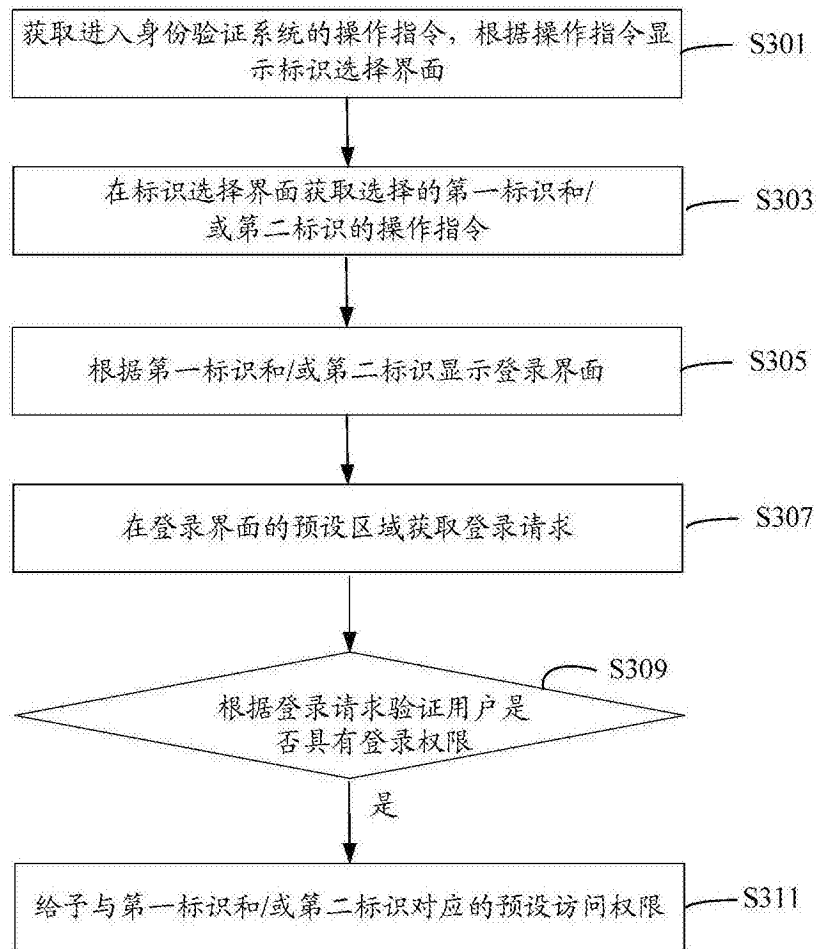 获取进入身份验证系统的操作指令，根据操作指令显
示标识选择界面
S301
在标识选择界面获取选择的第一标识和/
或第二标识的操作指令
S303
根据第一标识和/或第二标识显示登录界面
S305
在登录界面的预设区域获取登录请求
S307
根据登录请求验证用户是
否具有登录权限
S309
是
给予与第一标识和/或第二标识对应的预设访问权限
S311